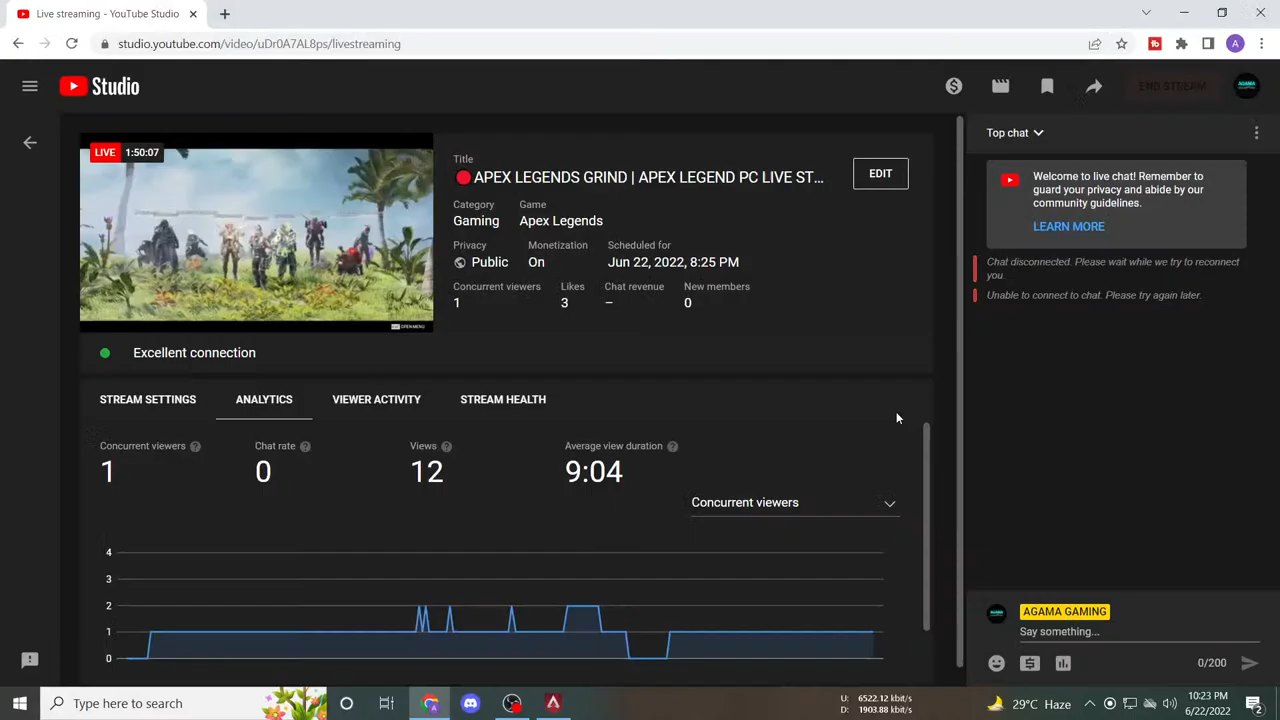 Live streaming - YouTube Studio
studio.youtube.com/video/uDr0A7AL8ps/livestreaming
A
Studio
END STREAM
AGAMA
LIVE 1:50:07
OPEN MENU
Title
APEX LEGENDS GRIND | APEX LEGEND PC LIVE ST...
EDIT
Category Game
Gaming Apex Legends
Privacy Monetization Scheduled for
Public On Jun 22, 2022, 8:25 PM
Concurrent viewers Likes Chat revenue New members
1 3 – 0
Excellent connection
STREAM SETTINGS ANALYTICS VIEWER ACTIVITY STREAM HEALTH
Concurrent viewers Chat rate Views Average view duration
1 0 12 9:04
Concurrent viewers
4
3
2
1
0
Top chat
Welcome to live chat! Remember to
guard your privacy and abide by our
community guidelines.
LEARN MORE
Chat disconnected. Please wait while we try to reconnect
you.
Unable to connect to chat. Please try again later.
AGAMA GAMING
Say something...
0/200
Type here to search
U: 6522.12 kbit/s
D: 1903.88 kbit/s
29°C Haze
10:23 PM
6/22/2022
2